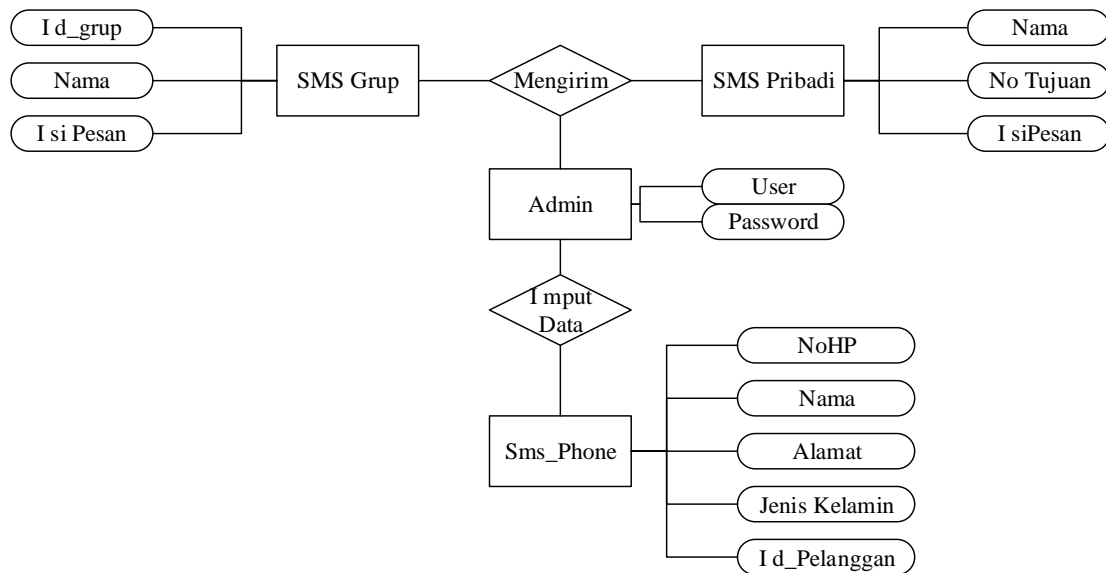 I d_grup
Nama
I si Pesan
SMS Grup
Mengirim
SMS Pribadi
Nama
No Tujuan
I siPesan
Admin
User
Password
I mput
Data
Sms_Phone
NoHP
Nama
Alamat
Jenis Kelamin
I d_Pelanggan